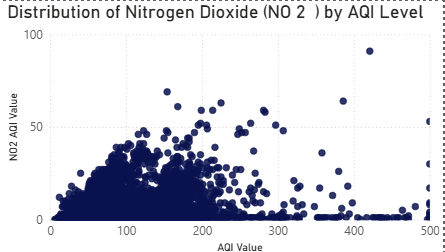 Distribution of Nitrogen Dioxide (NO 2 ) by AQI Level
100
50
0
NO2 AQI Value
0 100 200 300 400 500
AQI Value